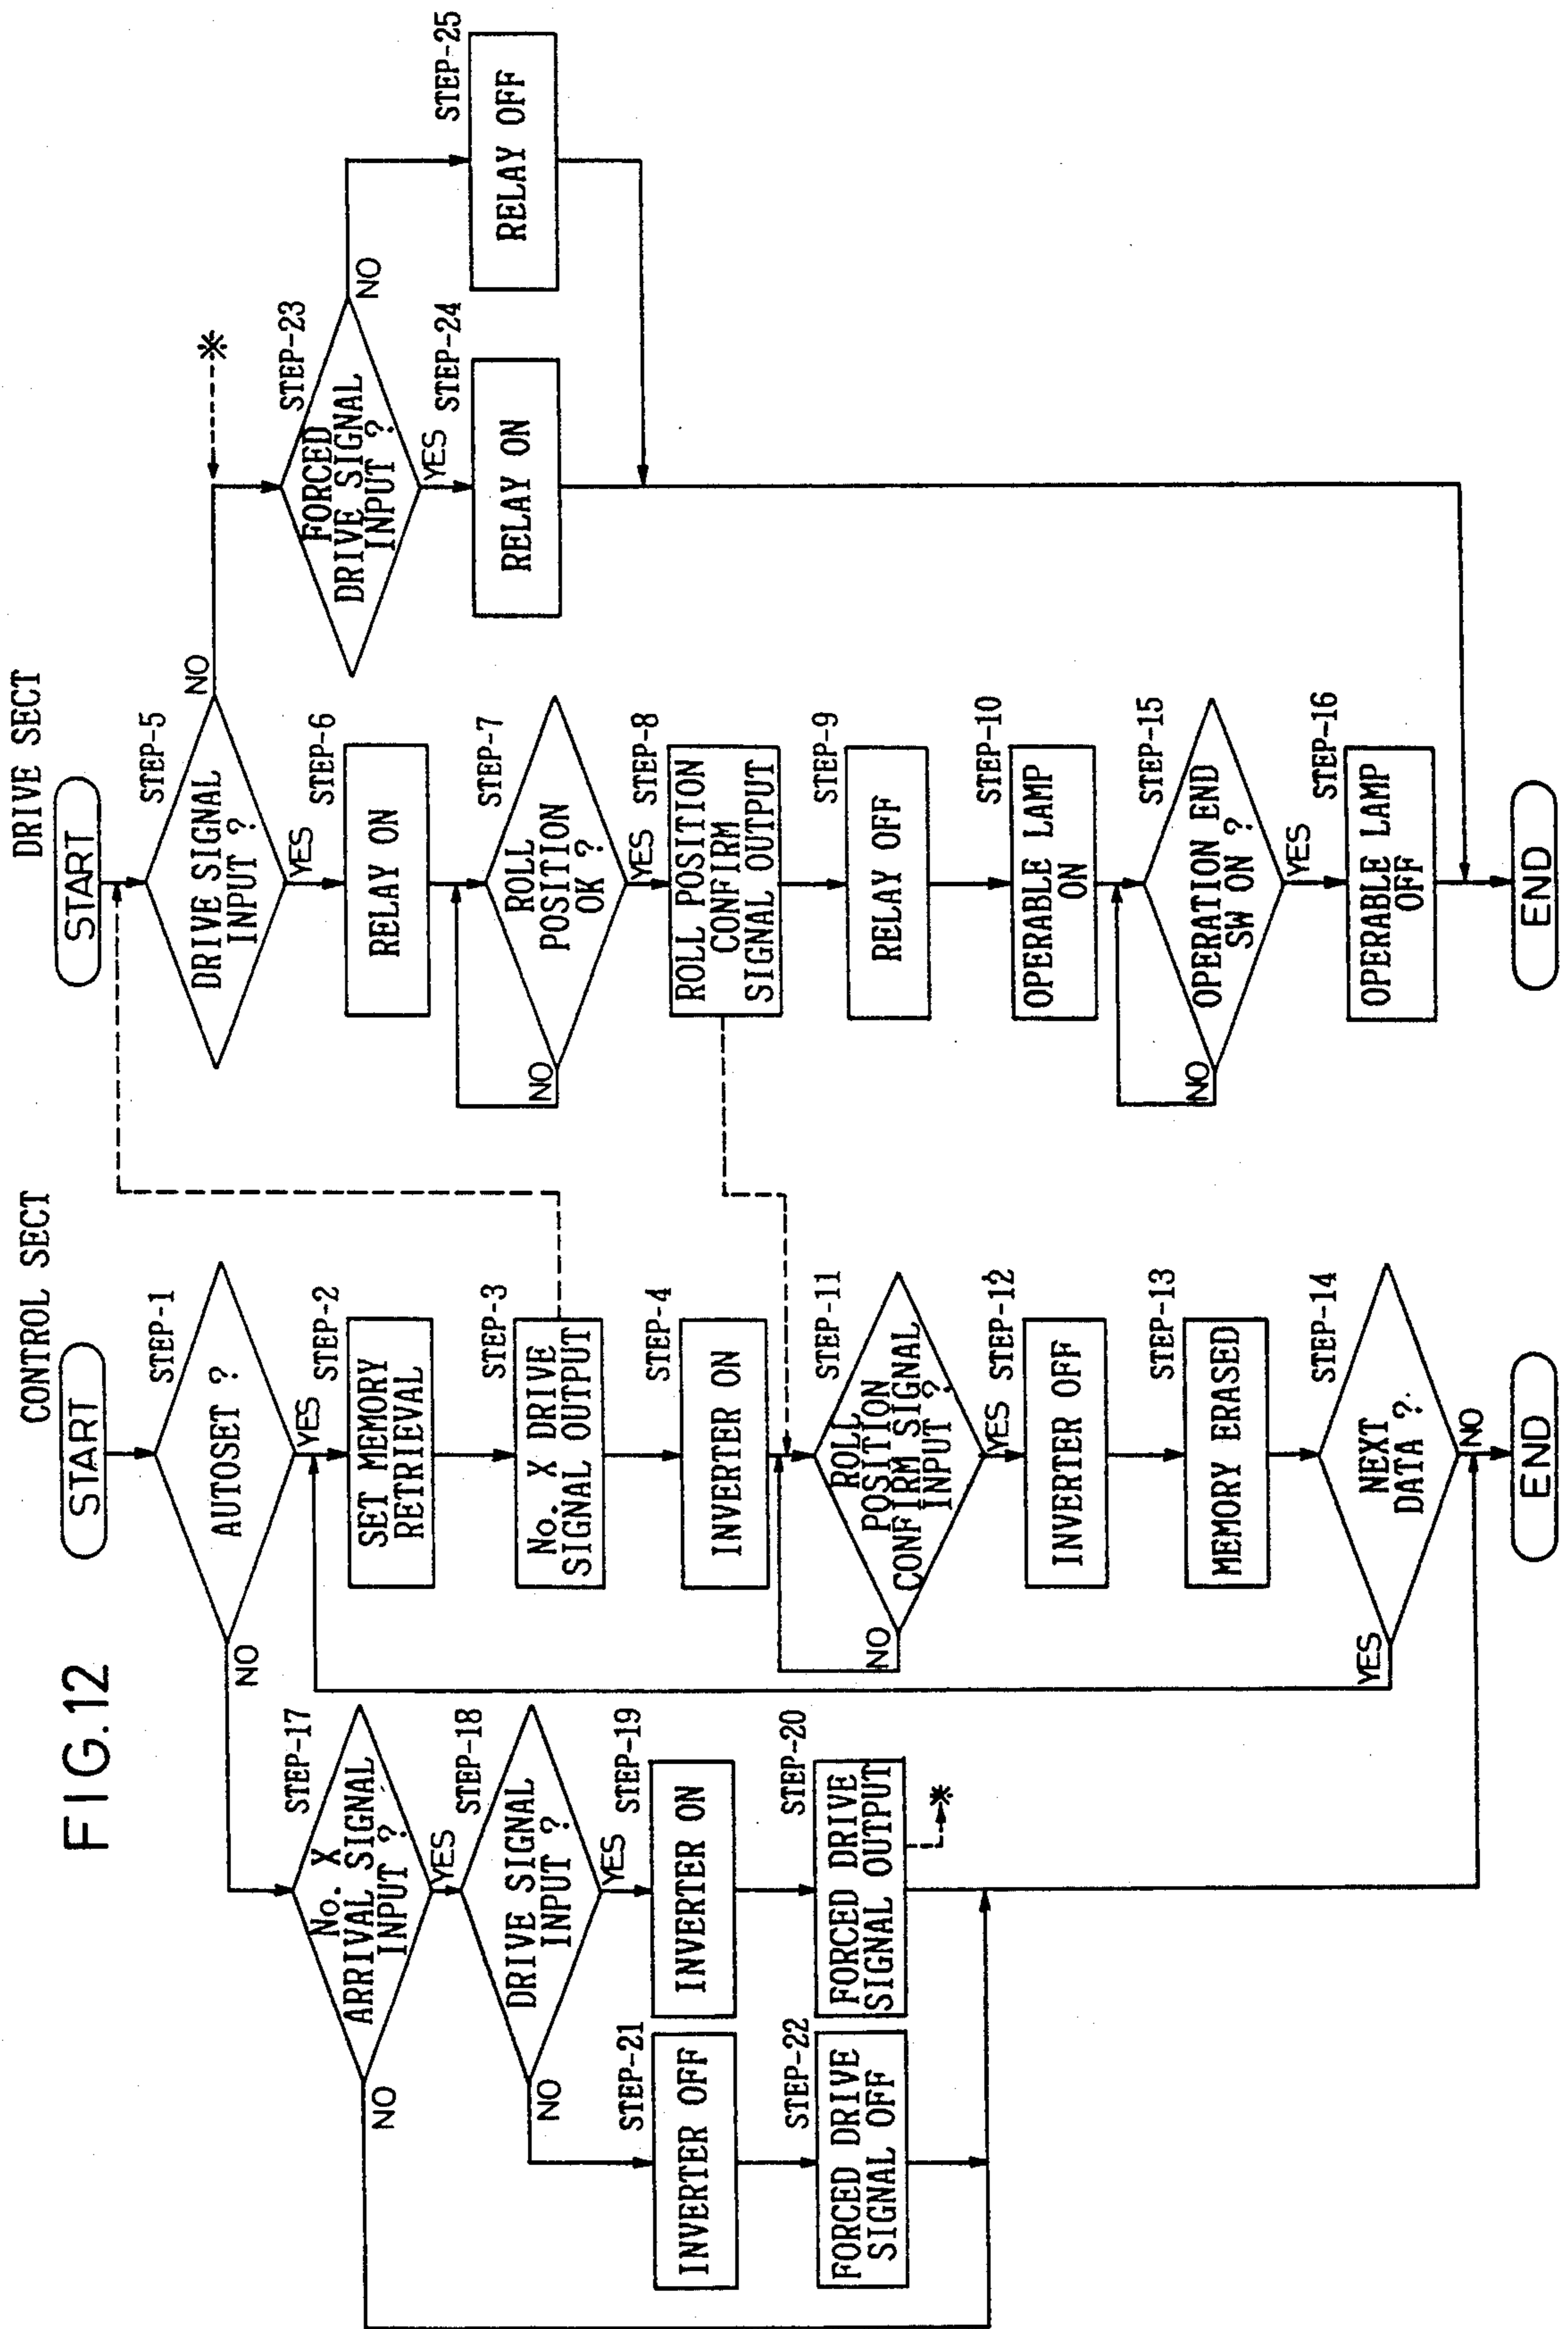 FIG.12
CONTROL SECT
START
STEP-1
AUTOSET ?
YES
NO
STEP-2
SET MEMORY
RETRIEVAL
STEP-3
No. X DRIVE
SIGNAL OUTPUT
STEP-4
INVERTER ON
STEP-11
ROLL
POSITION
CONFIRM SIGNAL
INPUT ?
NO
YES
STEP-12
INVERTER OFF
STEP-13
MEMORY ERASED
STEP-14
NEXT
DATA ?
YES
NO
END
STEP-17
No. X
ARRIVAL SIGNAL
INPUT ?
NO
YES
STEP-18
DRIVE SIGNAL
INPUT ?
NO
YES
STEP-19
INVERTER ON
STEP-20
FORCED DRIVE
SIGNAL OUTPUT
※
STEP-21
INVERTER OFF
STEP-22
FORCED DRIVE
SIGNAL OFF
DRIVE SECT
START
STEP-5
DRIVE SIGNAL
INPUT ?
NO
YES
STEP-6
RELAY ON
STEP-7
ROLL
POSITION
OK ?
NO
YES
STEP-8
ROLL POSITION
CONFIRM
SIGNAL OUTPUT
STEP-9
RELAY OFF
STEP-10
OPERABLE LAMP
ON
STEP-15
OPERATION END
SW ON ?
NO
YES
STEP-16
OPERABLE LAMP
OFF
END
※
STEP-23
FORCED
DRIVE SIGNAL
INPUT ?
NO
YES
STEP-24
RELAY ON
STEP-25
RELAY OFF